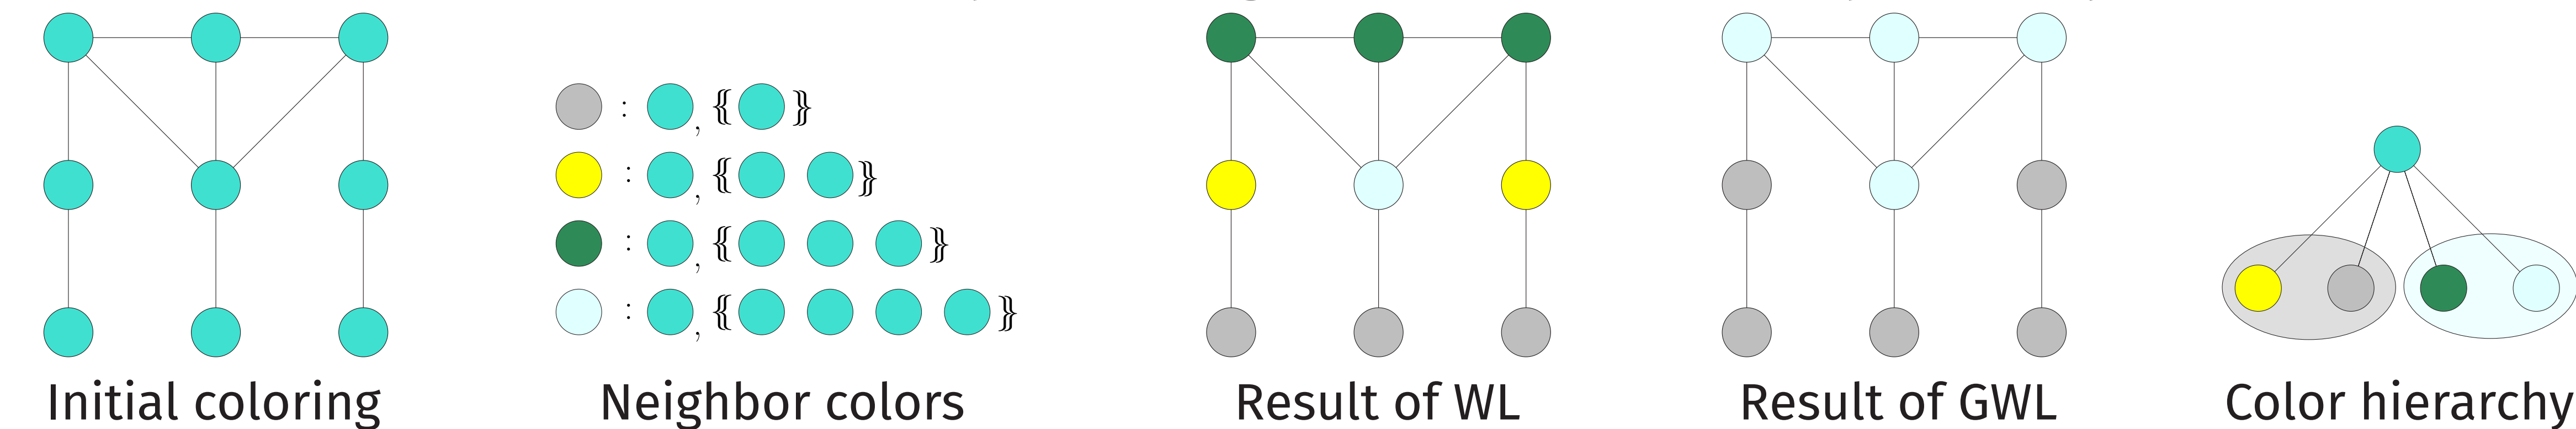 : , {{ }}
: , {{ }}
: , {{ }}
: , {{ }}
Initial coloring
Neighbor colors
Result of WL
Result of GWL
Color hierarchy